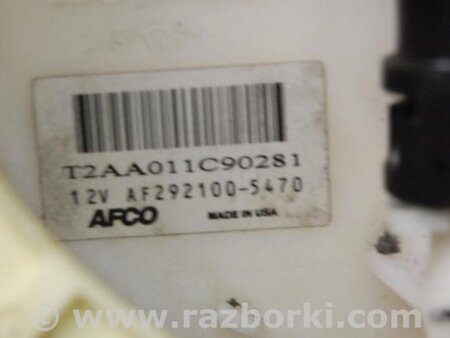 T2AA011C90281
12V AF292100-5470
AFCO MADE IN USA
© www.razborki.com